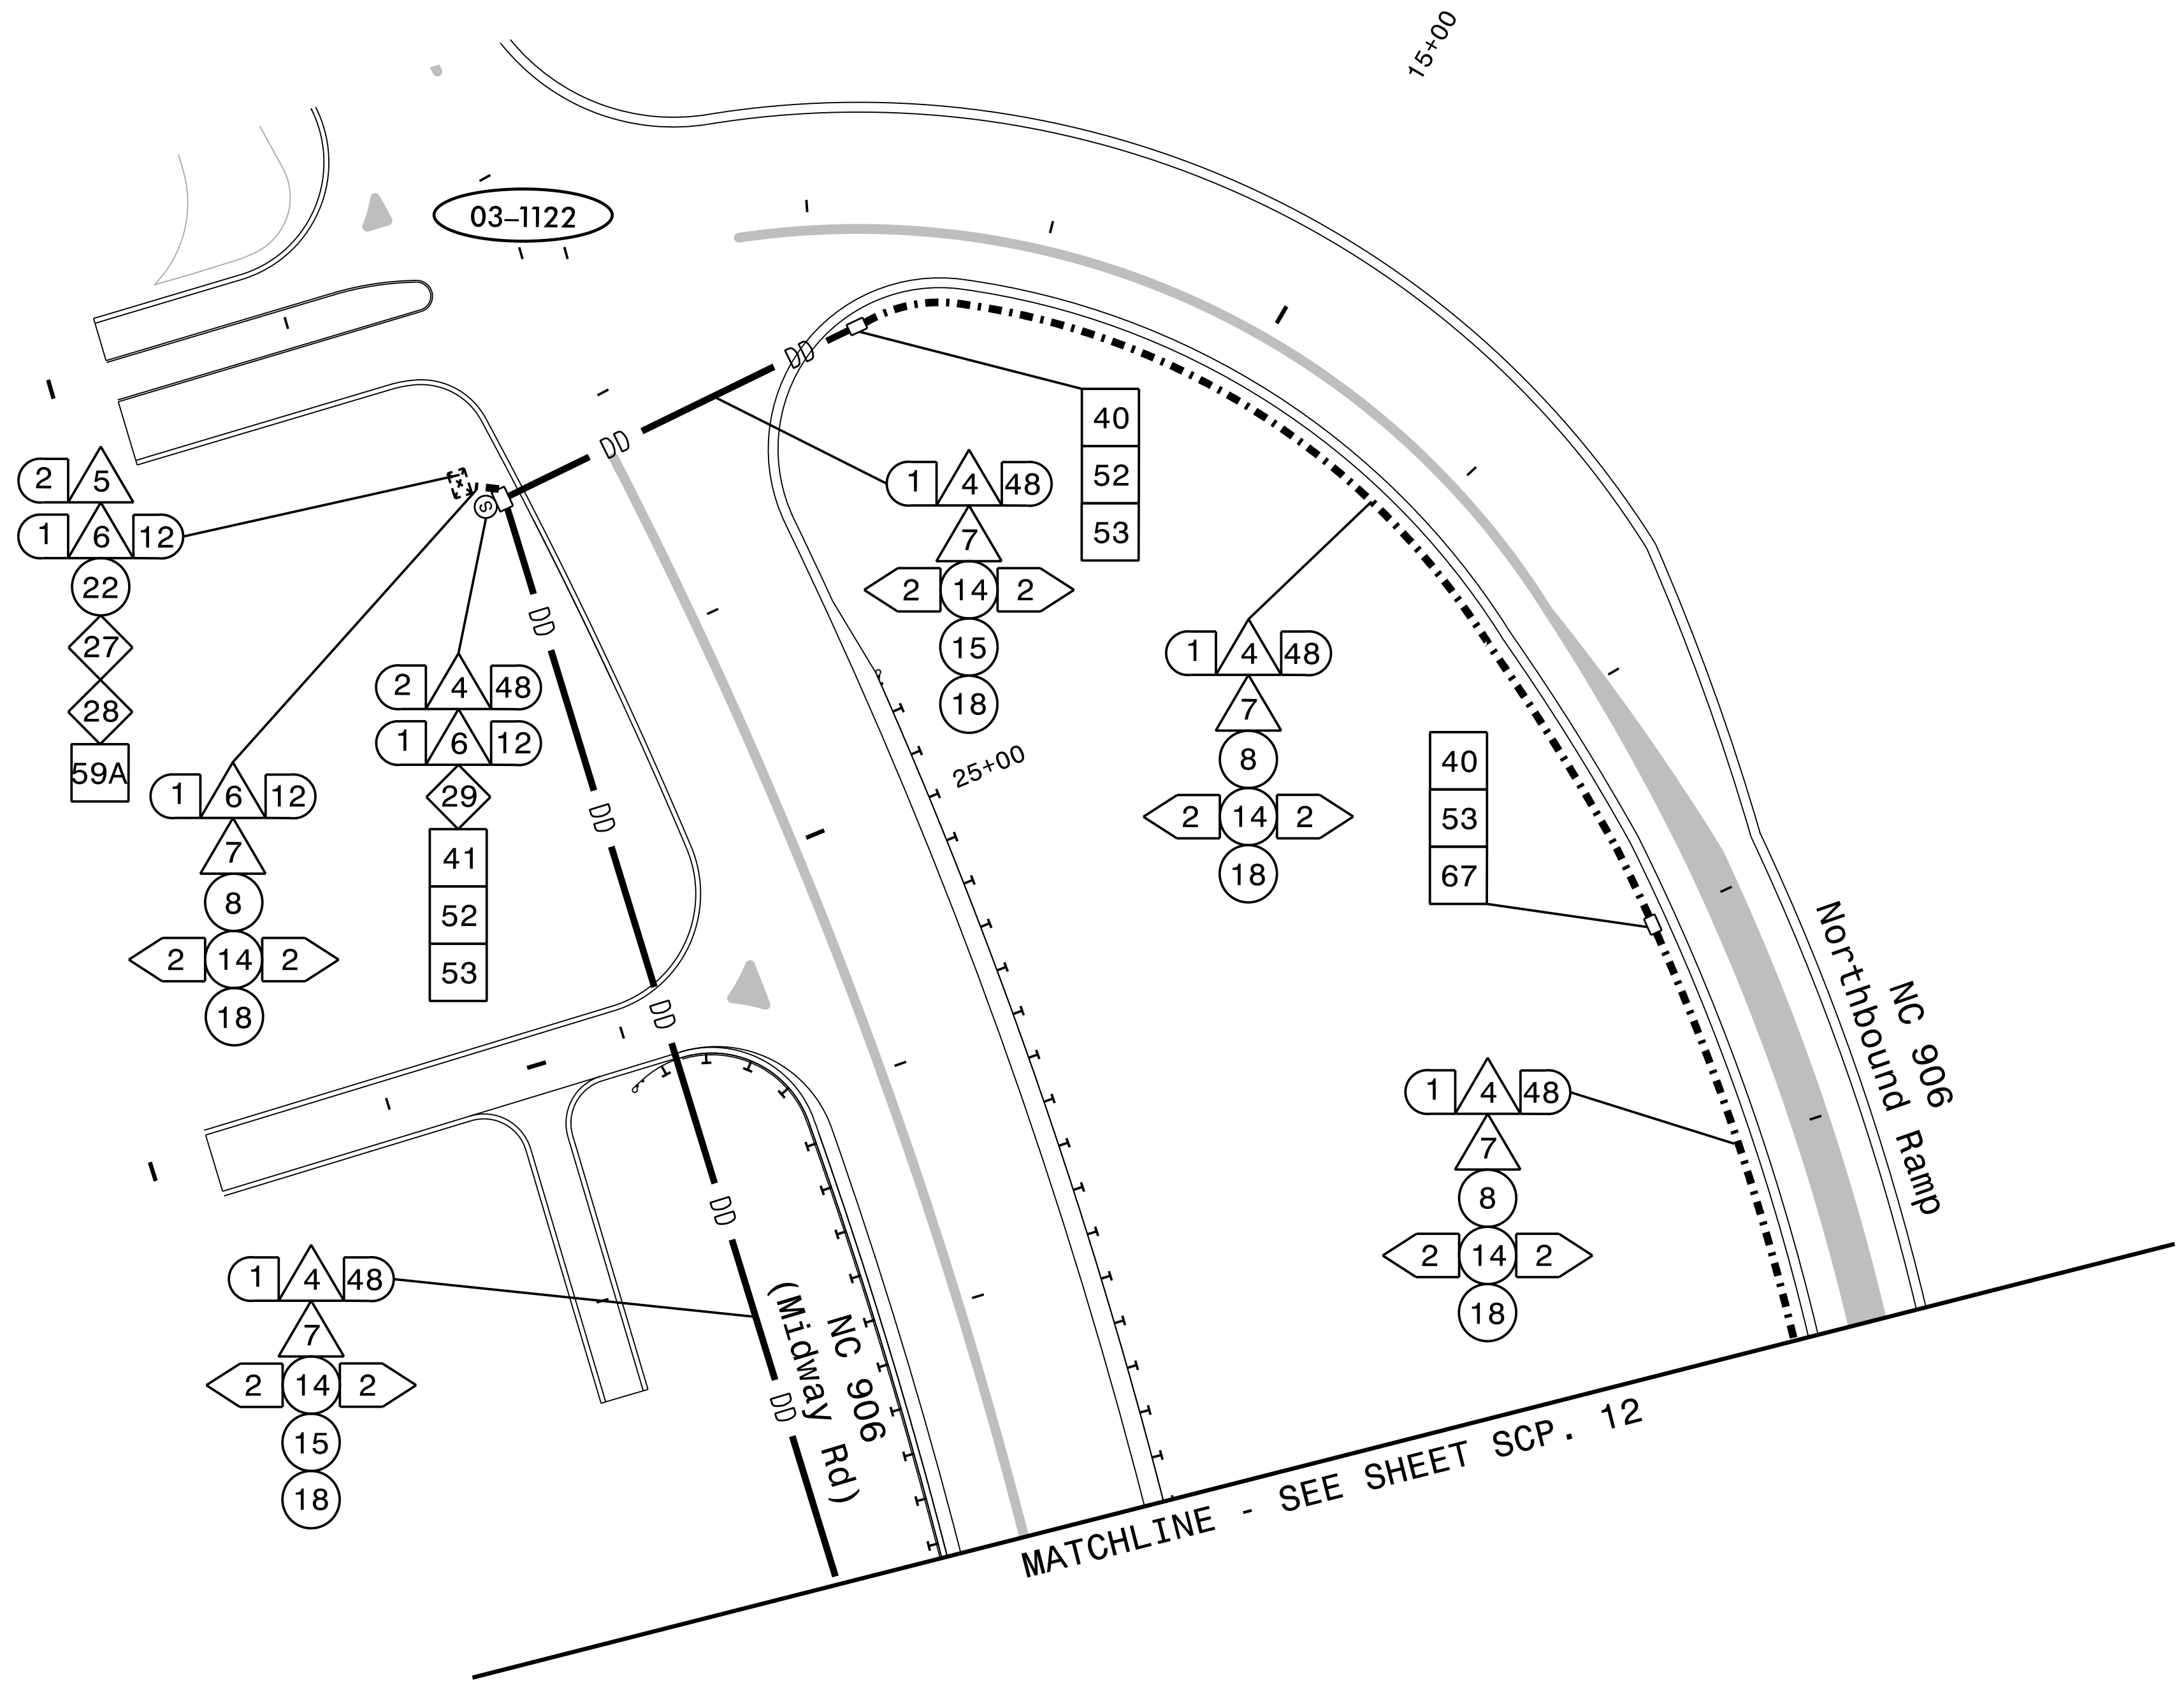 15+00
03–1122
2 5
1 6 12
22
27
28
59A
1 6 12
7
8
2 14 2
18
S
2 4 48
1 6 12
29
41
52
53
DD
DD
DD
DD
DD
DD
DD
1 4 48
7
2 14 2
15
18
40
52
53
25+00
1 4 48
7
8
2 14 2
18
40
53
67
NC 906
Northbound Ramp
1 4 48
7
8
2 14 2
18
1 4 48
7
2 14 2
15
18
NC 906
(Midway Rd)
MATCHLINE - SEE SHEET SCP. 12